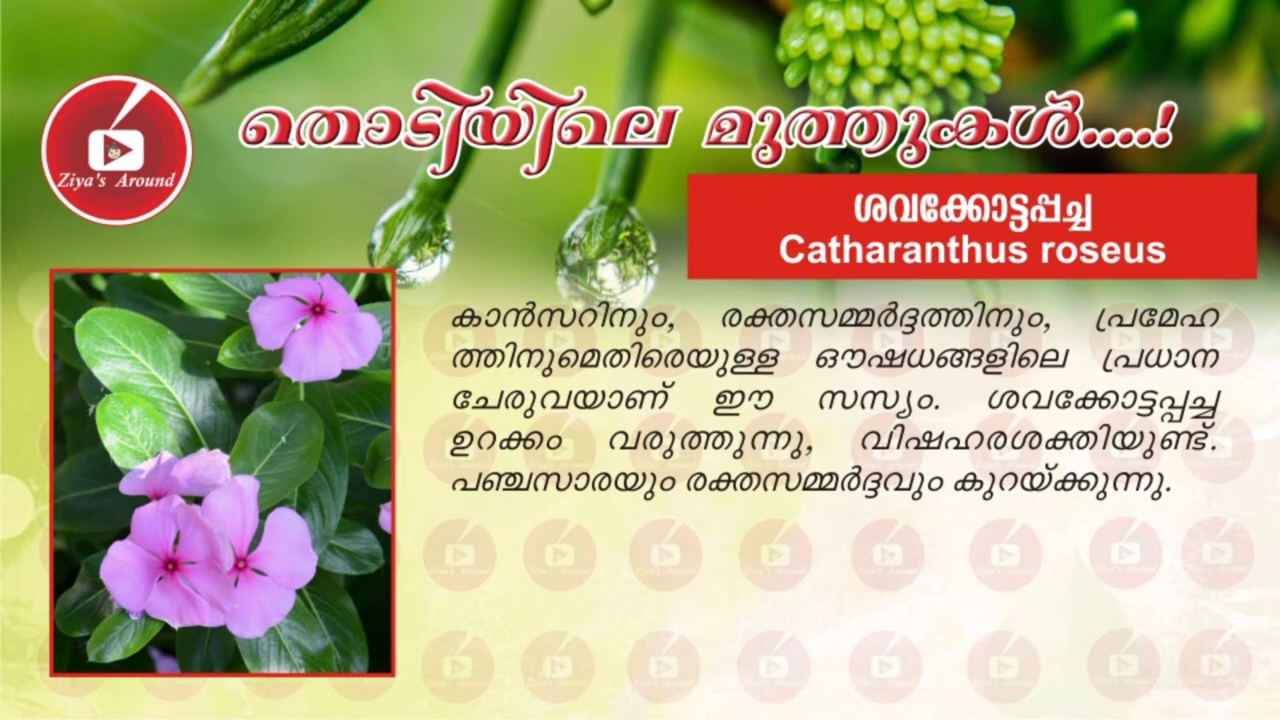 തൊടിയിലെ മുത്തുകൾ....!
Ziya's Around
ശവക്കോട്ടപ്പച്ച
Catharanthus roseus
കാൻസറിനും, രക്തസമ്മർദ്ദത്തിനും, പ്രമേഹ
ത്തിനുമെതിരെയുള്ള ഔഷധങ്ങളിലെ പ്രധാന
ചേരുവയാണ് ഈ സസ്യം. ശവക്കോട്ടപ്പച്ച
ഉറക്കം വരുത്തുന്നു, വിഷഹരശക്തിയുണ്ട്.
പഞ്ചസാരയും രക്തസമ്മർദ്ദവും കുറയ്ക്കുന്നു.